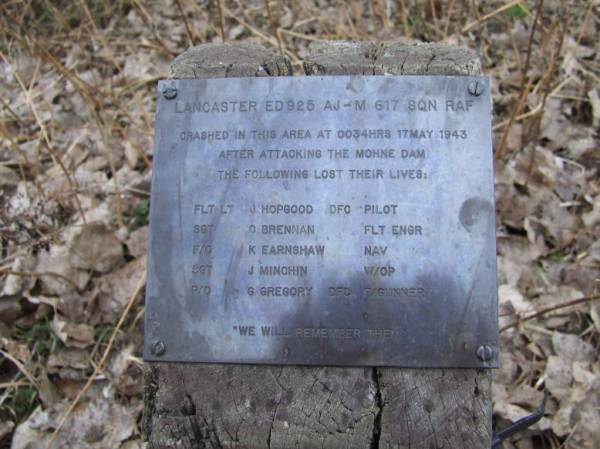 LANCASTER ED925 AJ-M 617 SQN RAF
CRASHED IN THIS AREA AT 0034HRS 17MAY 1943
AFTER ATTACKING THE MOHNE DAM
THE FOLLOWING LOST THEIR LIVES:
FLT LT J HOPGOOD DFC PILOT
SGT C BRENNAN FLT ENGR
F/O K EARNSHAW NAV
SGT J MINCHIN W/OP
P/O G GREGORY DFC F/GUNNER
"WE WILL REMEMBER THEM"